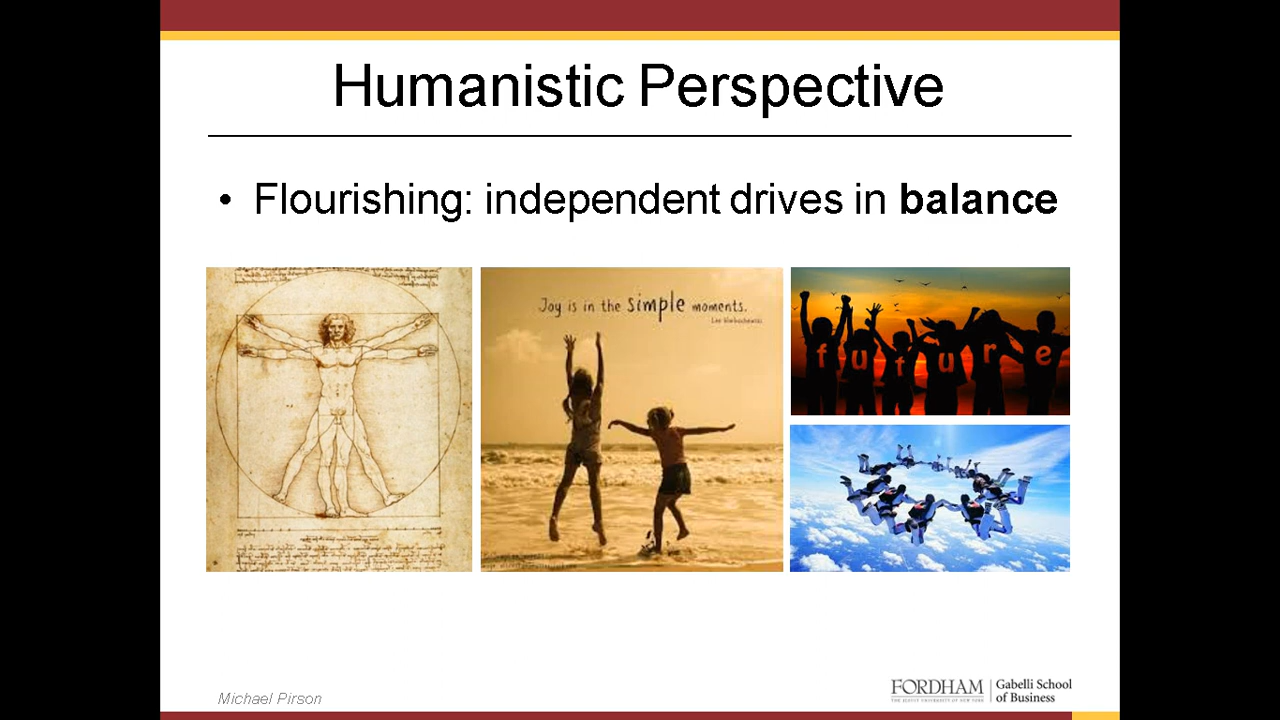 Humanistic Perspective
• Flourishing: independent drives in balance
Joy is in the simple moments.
future
Michael Pirson
FORDHAM
Gabelli School
of Business